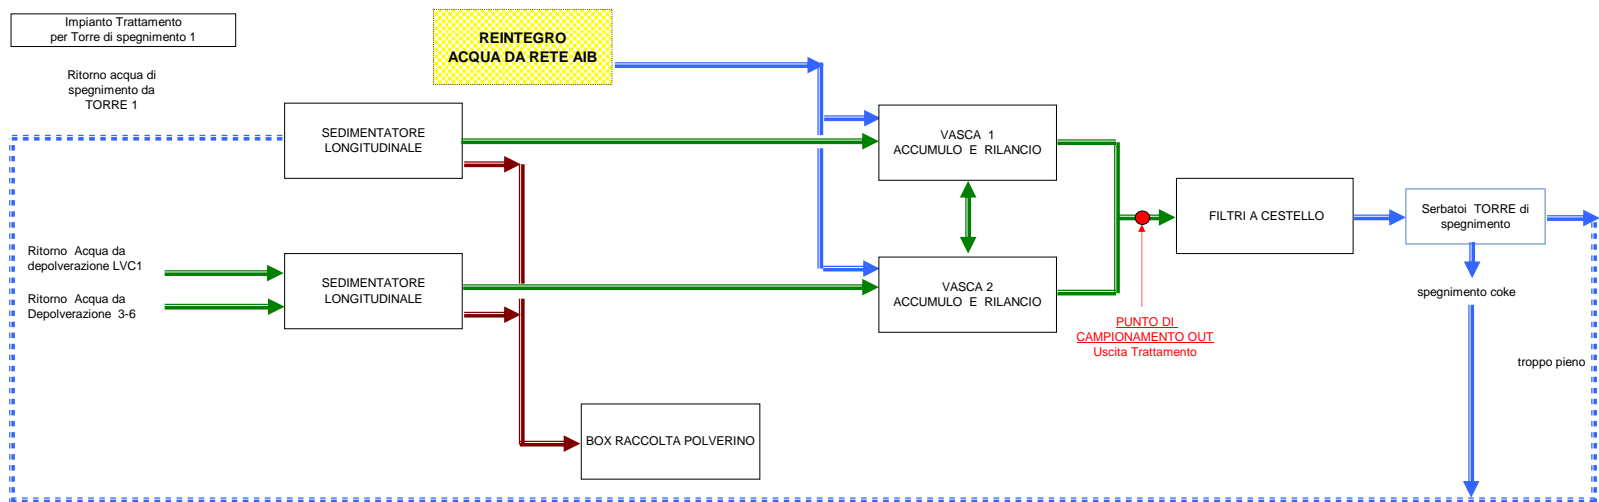 Impianto Trattamento
per Torre di spegnimento 1
REINTEGRO
ACQUA DA RETE AIB
Ritorno acqua di
spegnimento da
TORRE 1
SEDIMENTATORE
LONGITUDINALE
VASCA 1
ACCUMULO E RILANCIO
FILTRI A CESTELLO
Serbatoi TORRE di
spegnimento
Ritorno Acqua da
depolverazione LVC1
Ritorno Acqua da
Depolverazione 3-6
SEDIMENTATORE
LONGITUDINALE
VASCA 2
ACCUMULO E RILANCIO
spegnimento coke
PUNTO DI
CAMPIONAMENTO OUT
Uscita Trattamento
troppo pieno
BOX RACCOLTA POLVERINO